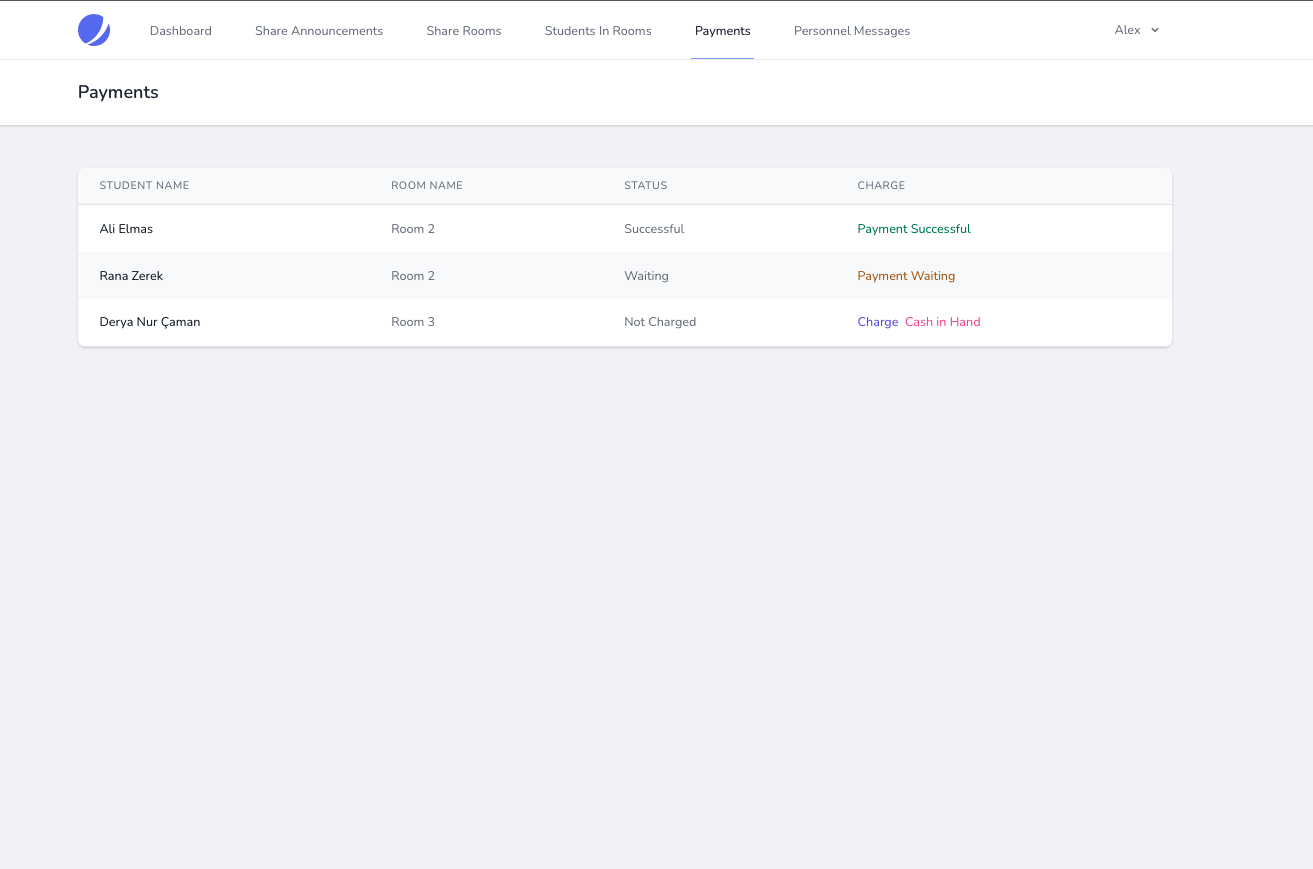 Dashboard Share Announcements Share Rooms Students In Rooms Payments Personnel Messages Alex
Payments
STUDENT NAME ROOM NAME STATUS CHARGE
Ali Elmas Room 2 Successful Payment Successful
Rana Zerek Room 2 Waiting Payment Waiting
Derya Nur Çaman Room 3 Not Charged Charge Cash in Hand